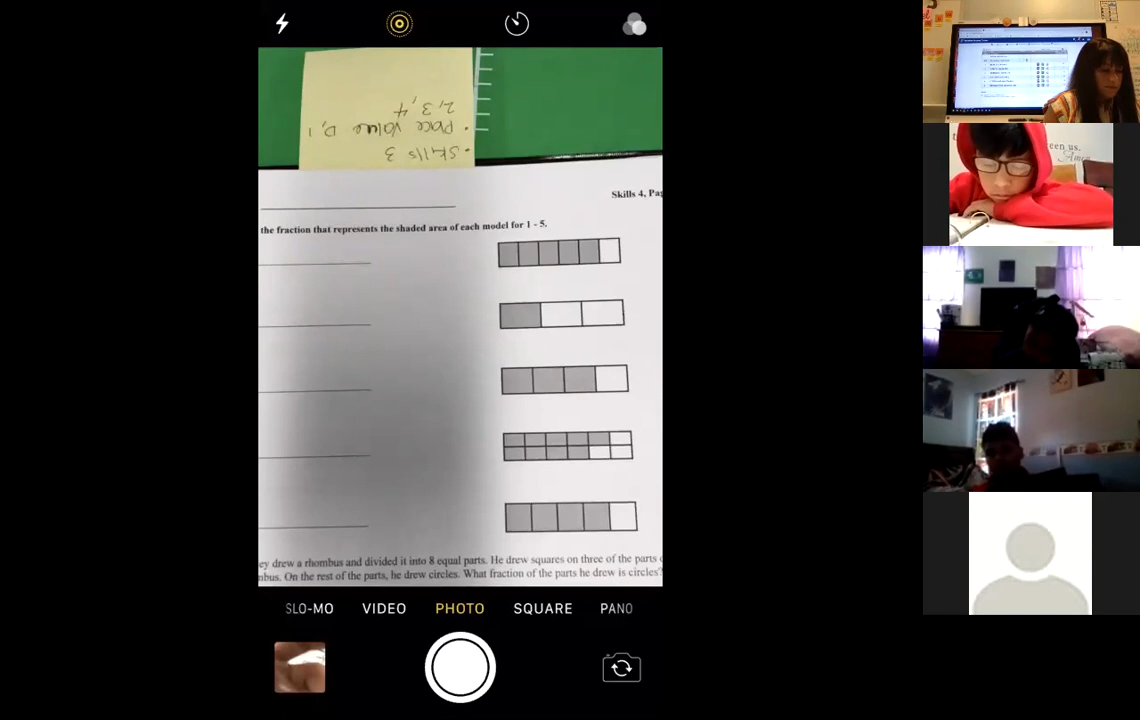 • Skills 3
• Place Value D, 1
2, 3, 4
Skills 4, Pa
the fraction that represents the shaded area of each model for 1 - 5.
ey drew a rhombus and divided it into 8 equal parts. He drew squares on three of the parts
nbus. On the rest of the parts, he drew circles. What fraction of the parts he drew is circles?
SLO-MO VIDEO PHOTO SQUARE PANO
een us.
Amen